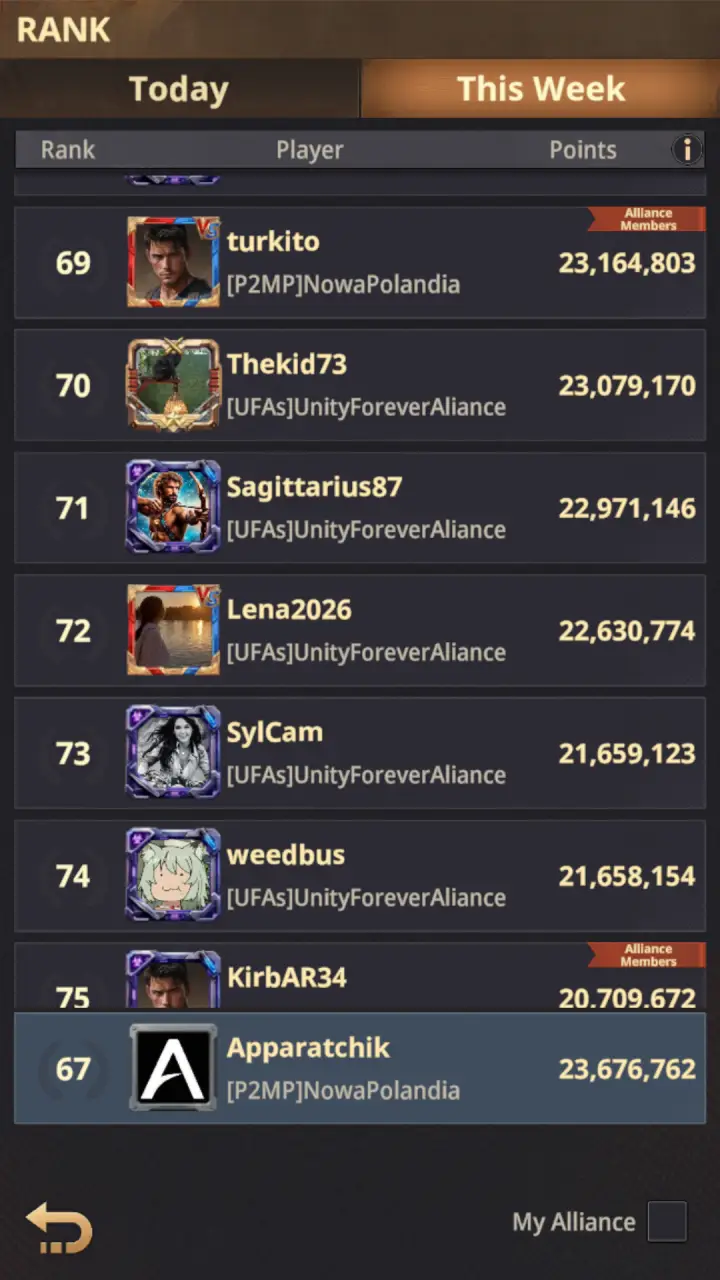 RANK
Today
This Week
Rank
Player
Points
i
Alliance
Members
69
VS
turkito
[P2MP]NowaPolandia
23,164,803
70
Thekid73
[UFAs]UnityForeverAliance
23,079,170
71
Sagittarius87
[UFAs]UnityForeverAliance
22,971,146
72
VS
Lena2026
[UFAs]UnityForeverAliance
22,630,774
73
SylCam
[UFAs]UnityForeverAliance
21,659,123
74
weedbus
[UFAs]UnityForeverAliance
21,658,154
Alliance
Members
75
KirbAR34
20,709,672
67
A
Apparatchik
[P2MP]NowaPolandia
23,676,762
My Alliance